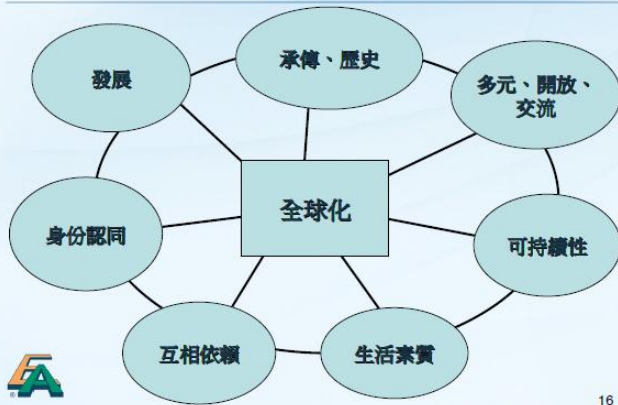 承傳、歷史
發展
多元、開放、
交流
全球化
身份認同
可持續性
互相依賴
生活素質
EA
16